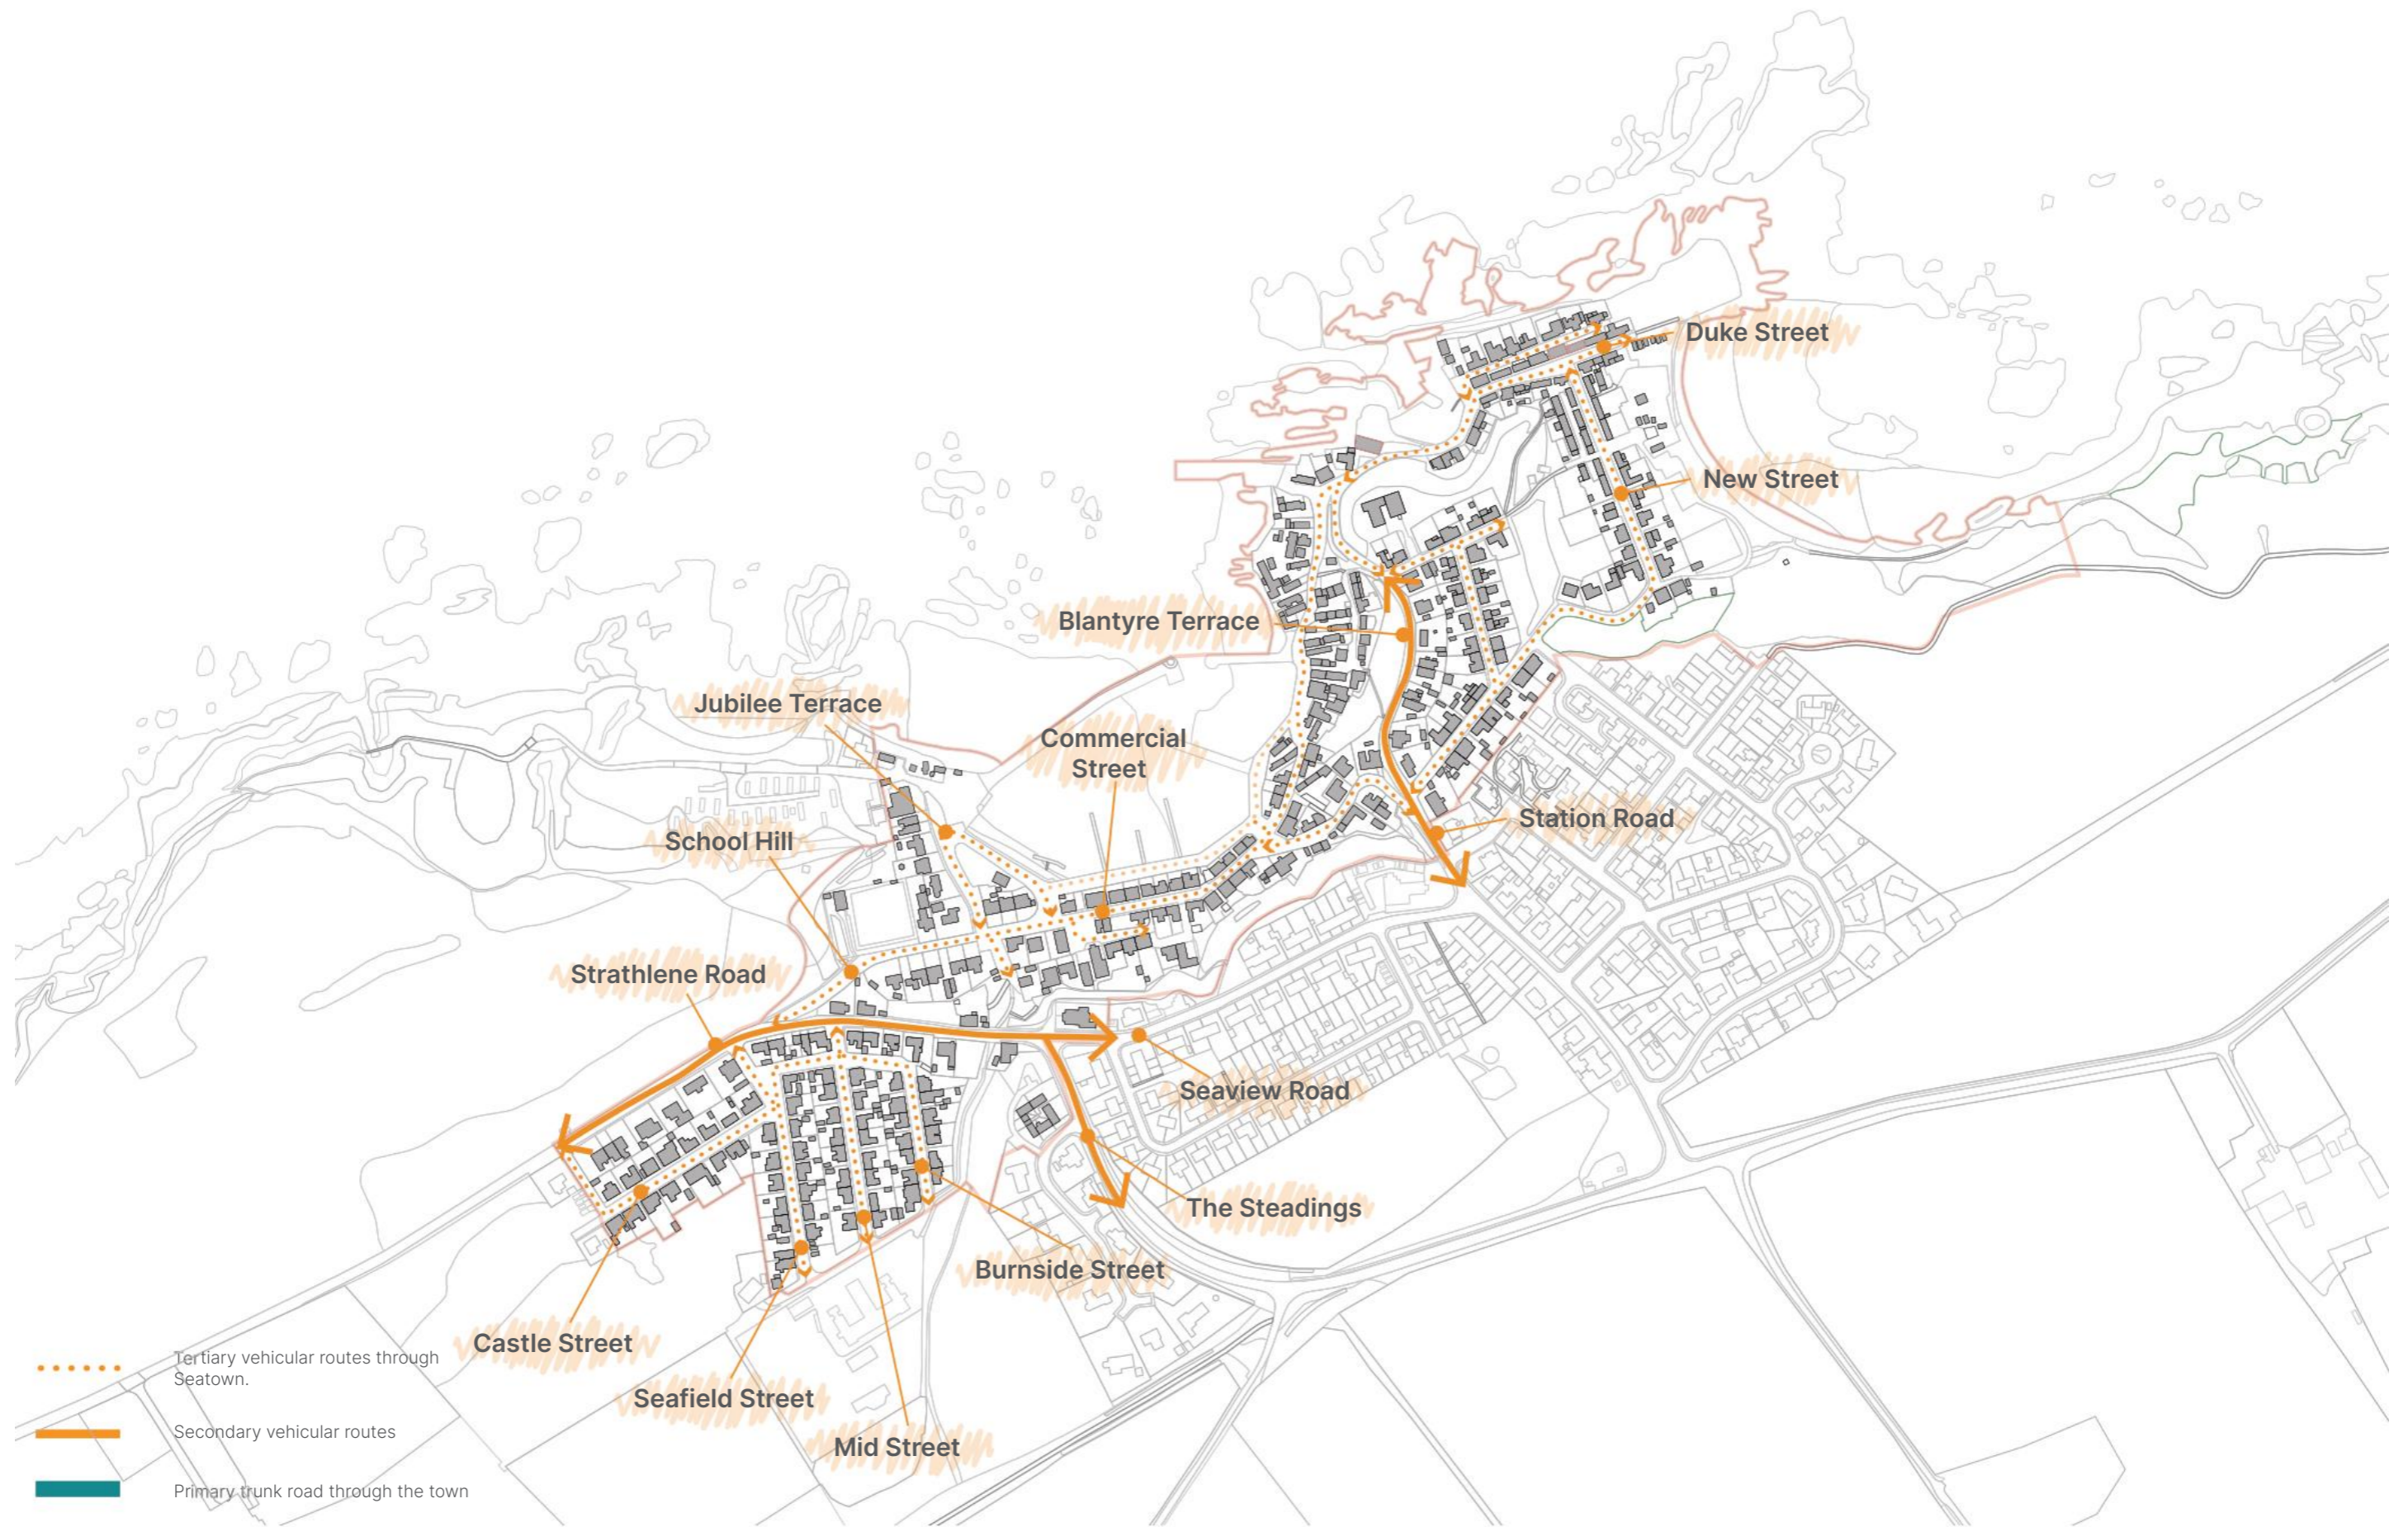 Duke Street
New Street
Blantyre Terrace
Jubilee Terrace
Commercial
Street
School Hill
Station Road
Strathlene Road
Seaview Road
The Steadings
Burnside Street
Castle Street
Seafield Street
Mid Street
Tertiary vehicular routes through
Seatown.
Secondary vehicular routes
Primary trunk road through the town